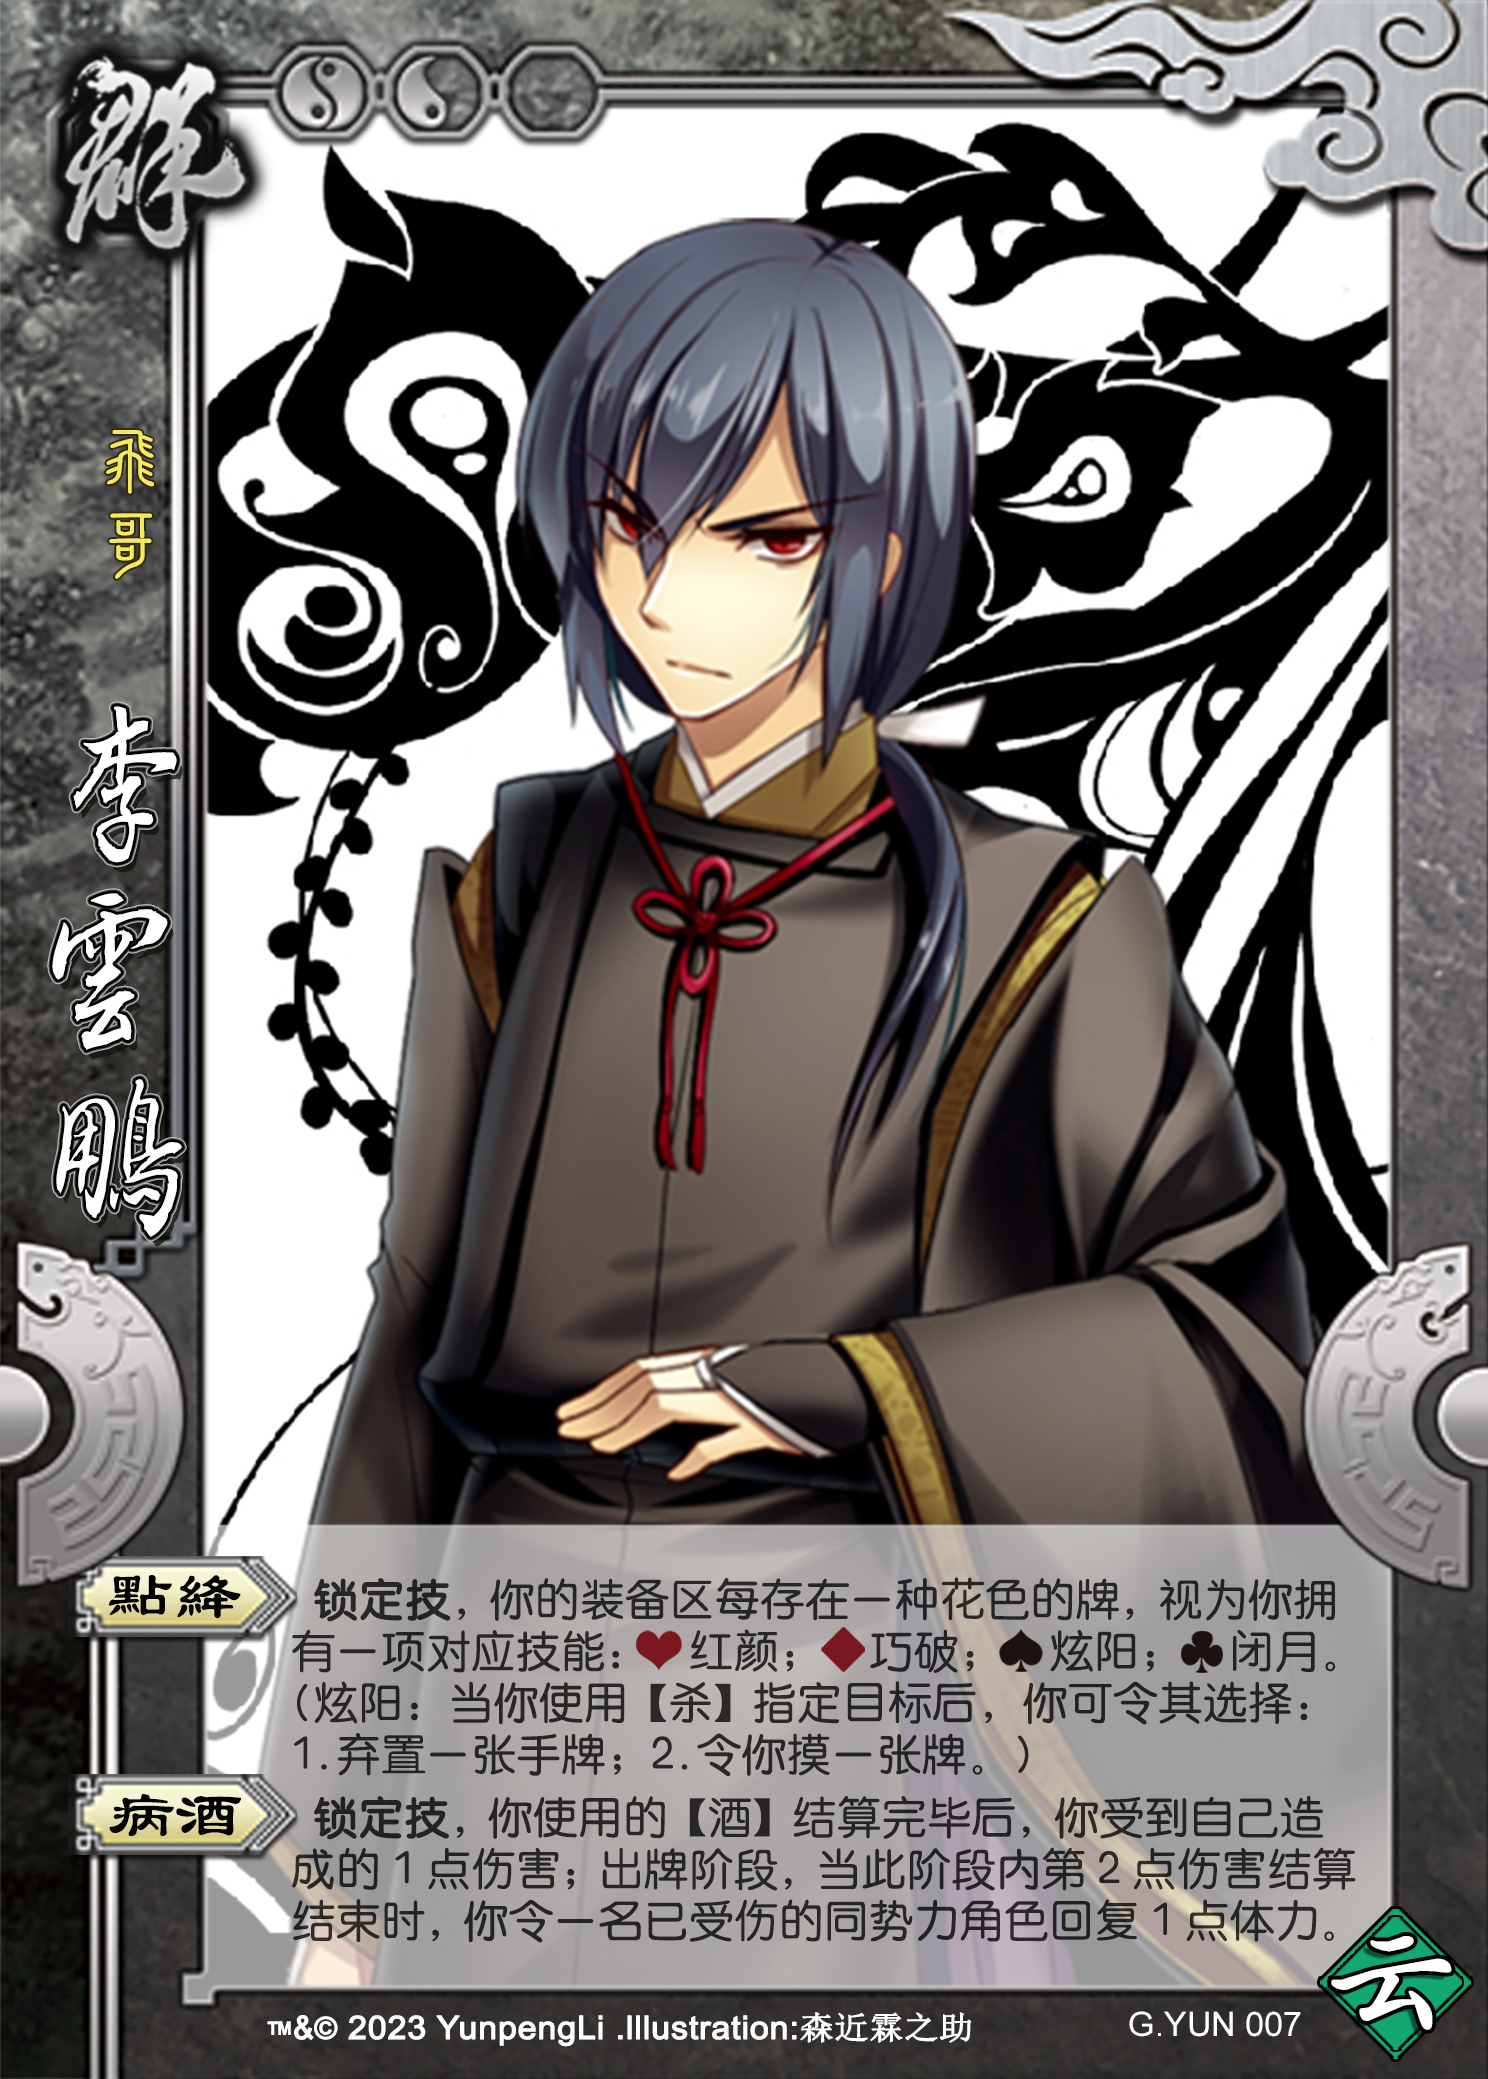 群
飛哥
李雲鵬
點絳
锁定技，你的装备区每存在一种花色的牌，视为你拥
有一项对应技能：♥红颜；♦巧破；♠炫阳；♣闭月。
(炫阳：当你使用【杀】指定目标后，你可令其选择：
1.弃置一张手牌；2.令你摸一张牌。)
病酒
锁定技，你使用的【酒】结算完毕后，你受到自己造
成的1点伤害；出牌阶段，当此阶段内第2点伤害结算
结束时，你令一名已受伤的同势力角色回复1点体力。
云
™&© 2023 YunpengLi .Illustration:森近霖之助
G.YUN 007